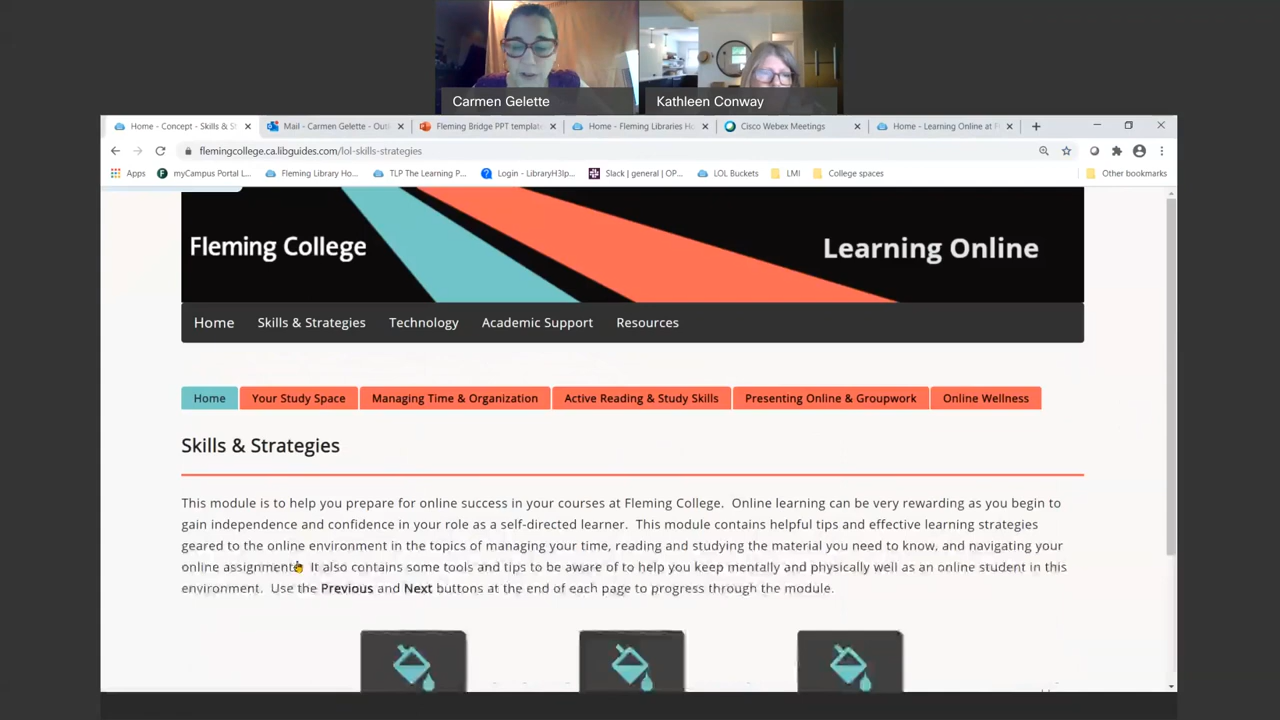 Carmen Gelette
Kathleen Conway
Home - Concept - Skills & S
Mail - Carmen Gelette - Outl
Fleming Bridge PPT template
Home - Fleming Libraries Ho
Cisco Webex Meetings
Home - Learning Online at F
flemingcollege.ca.libguides.com/lol-skills-strategies
Apps
myCampus Portal L...
Fleming Library Ho...
TLP The Learning P...
Login - LibraryH3lp...
Slack | general | OP...
LOL Buckets
LMI
College spaces
Other bookmarks
Fleming College
Learning Online
Home
Skills & Strategies
Technology
Academic Support
Resources
Home
Your Study Space
Managing Time & Organization
Active Reading & Study Skills
Presenting Online & Groupwork
Online Wellness
Skills & Strategies
This module is to help you prepare for online success in your courses at Fleming College. Online learning can be very rewarding as you begin to
gain independence and confidence in your role as a self-directed learner. This module contains helpful tips and effective learning strategies
geared to the online environment in the topics of managing your time, reading and studying the material you need to know, and navigating your
online assignments. It also contains some tools and tips to be aware of to help you keep mentally and physically well as an online student in this
environment. Use the Previous and Next buttons at the end of each page to progress through the module.